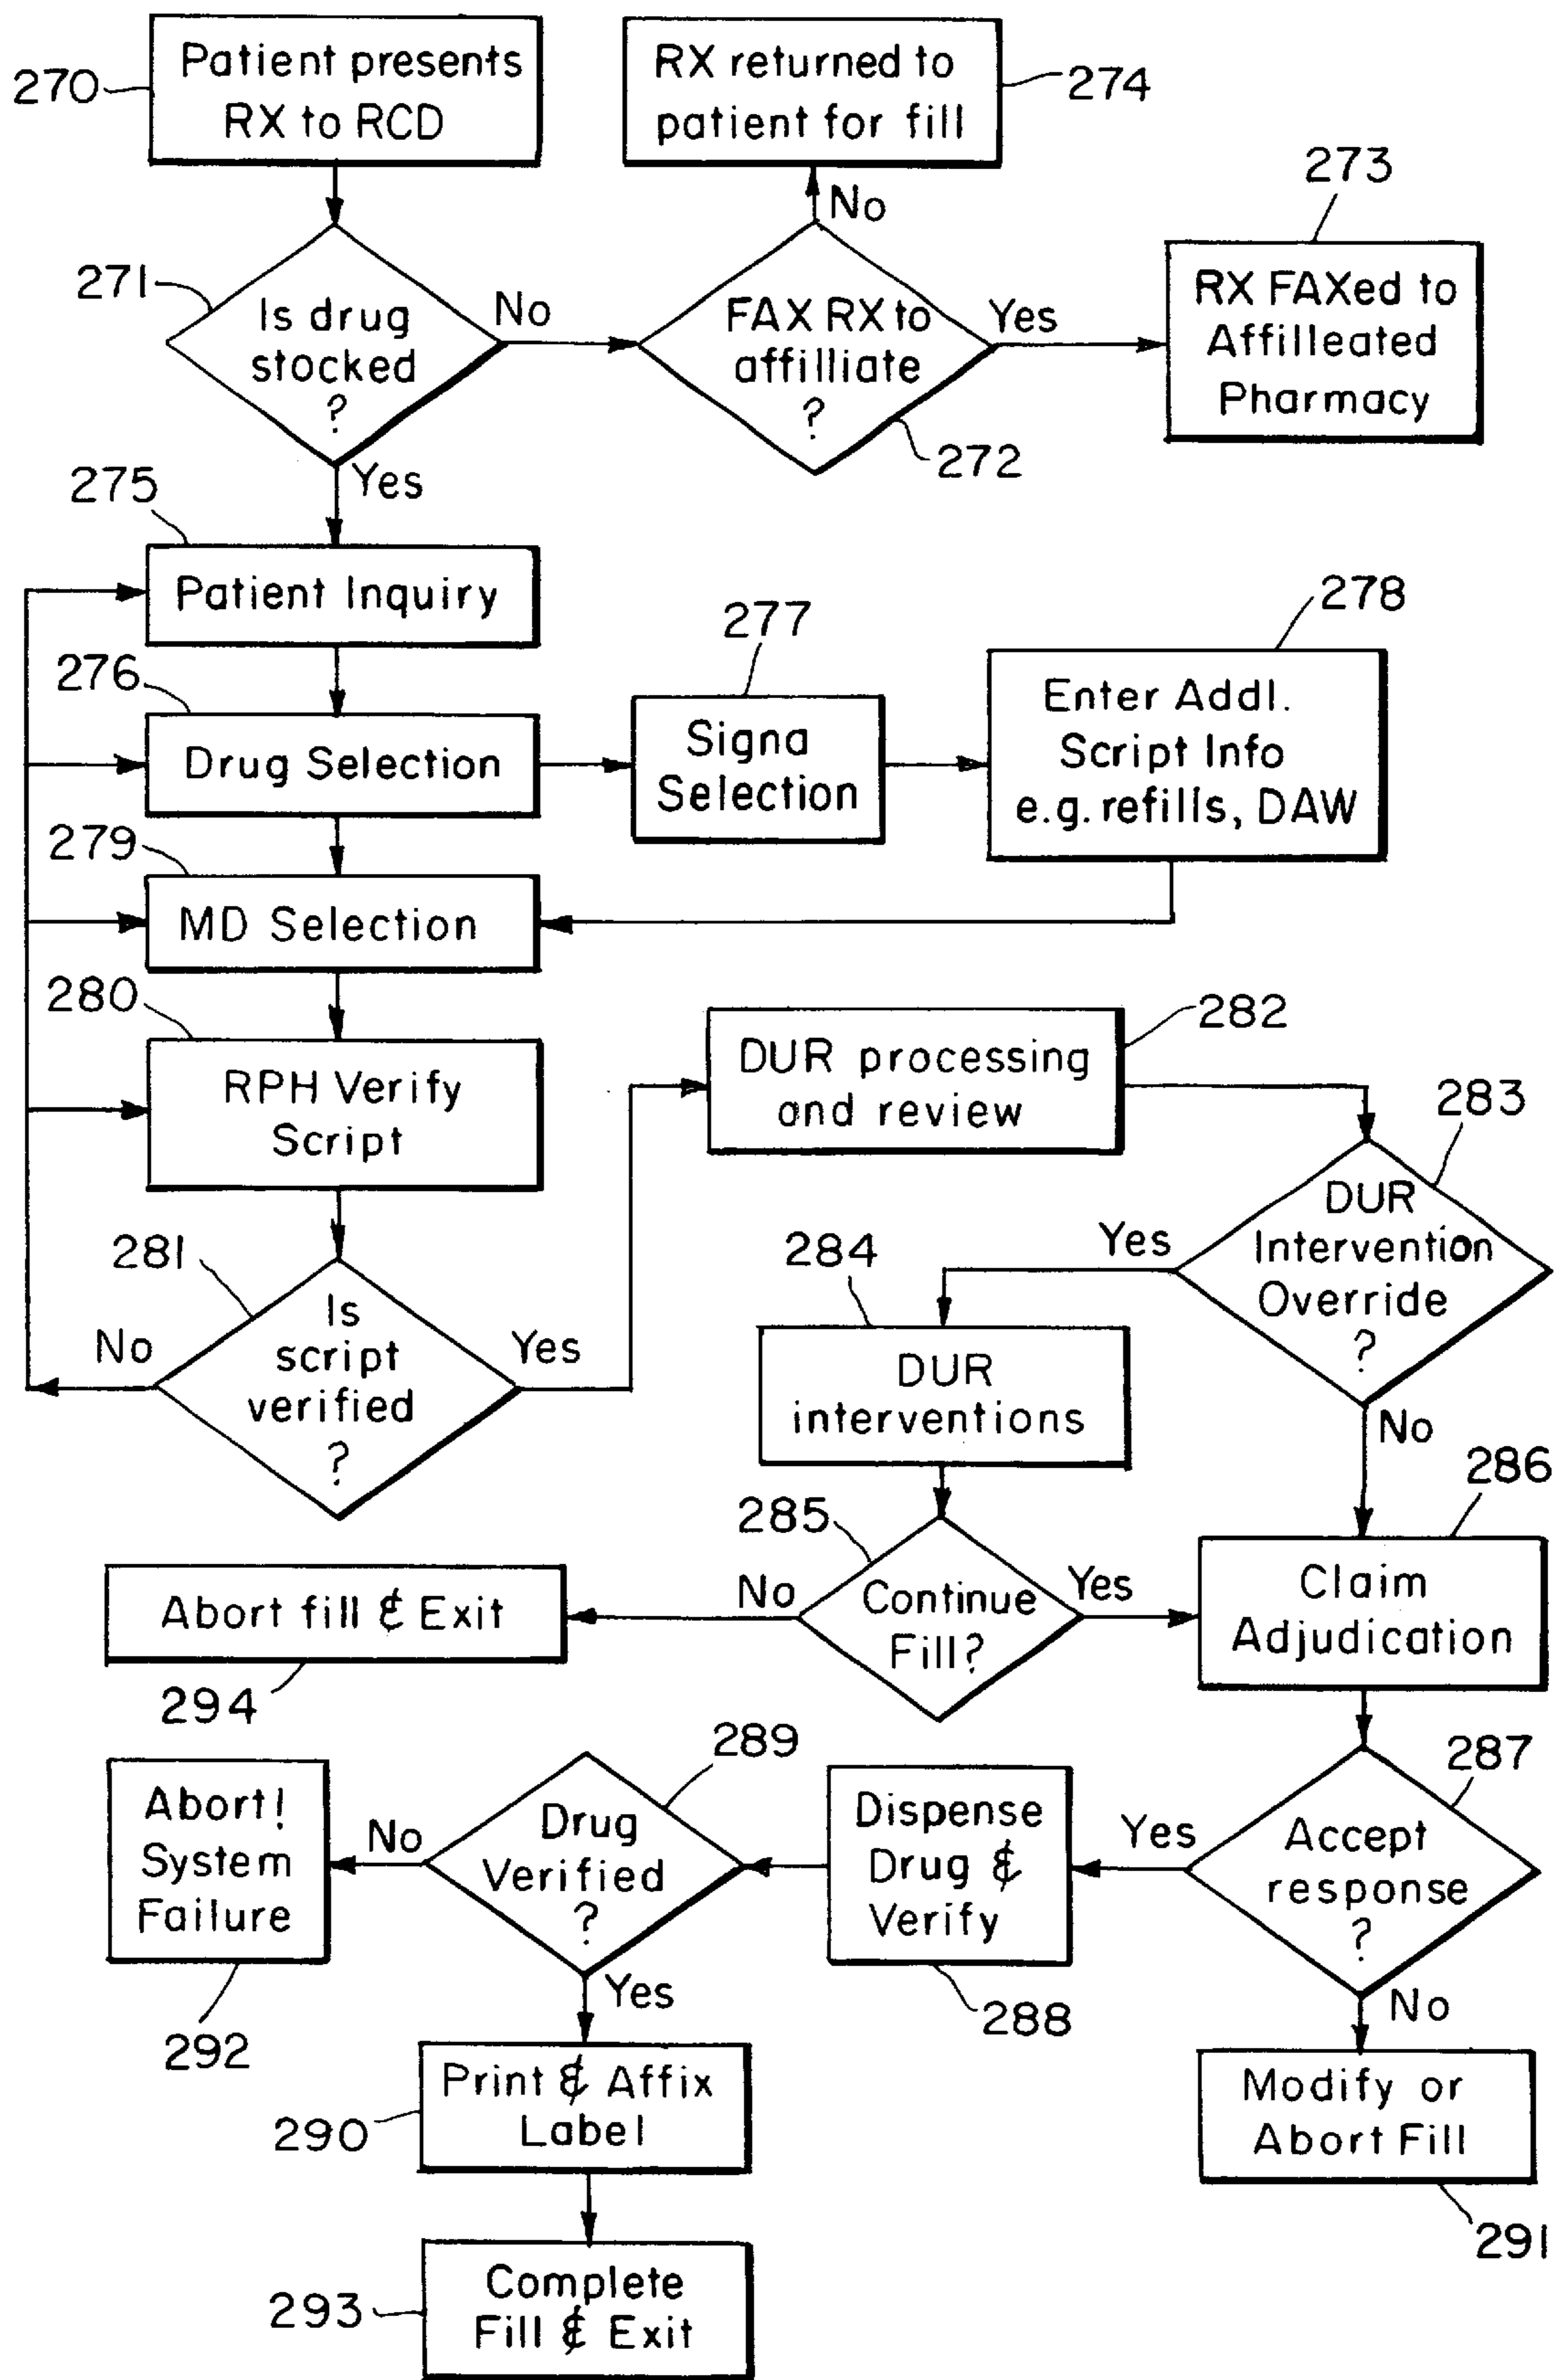 270
Patient presents
RX to RCD
RX returned to
patient for fill
274
No
273
271
Is drug
stocked
?
No
FAX RX to
affilliate
?
272
Yes
RX FAXed to
Affilleated
Pharmacy
Yes
275
Patient Inquiry
276
Drug Selection
277
Signa
Selection
278
Enter Addl.
Script Info
e.g. refills, DAW
279
MD Selection
280
RPH Verify
Script
282
DUR processing
and review
283
DUR
Intervention
Override
?
Yes
No
281
Is
script
verified
?
No
Yes
284
DUR
interventions
285
Continue
Fill?
No
Yes
286
Claim
Adjudication
Abort fill & Exit
294
287
Accept
response
?
Yes
No
Dispense
Drug &
Verify
288
289
Drug
Verified
?
No
Yes
Abort!
System
Failure
292
290
Print & Affix
Label
Modify or
Abort Fill
291
293
Complete
Fill & Exit